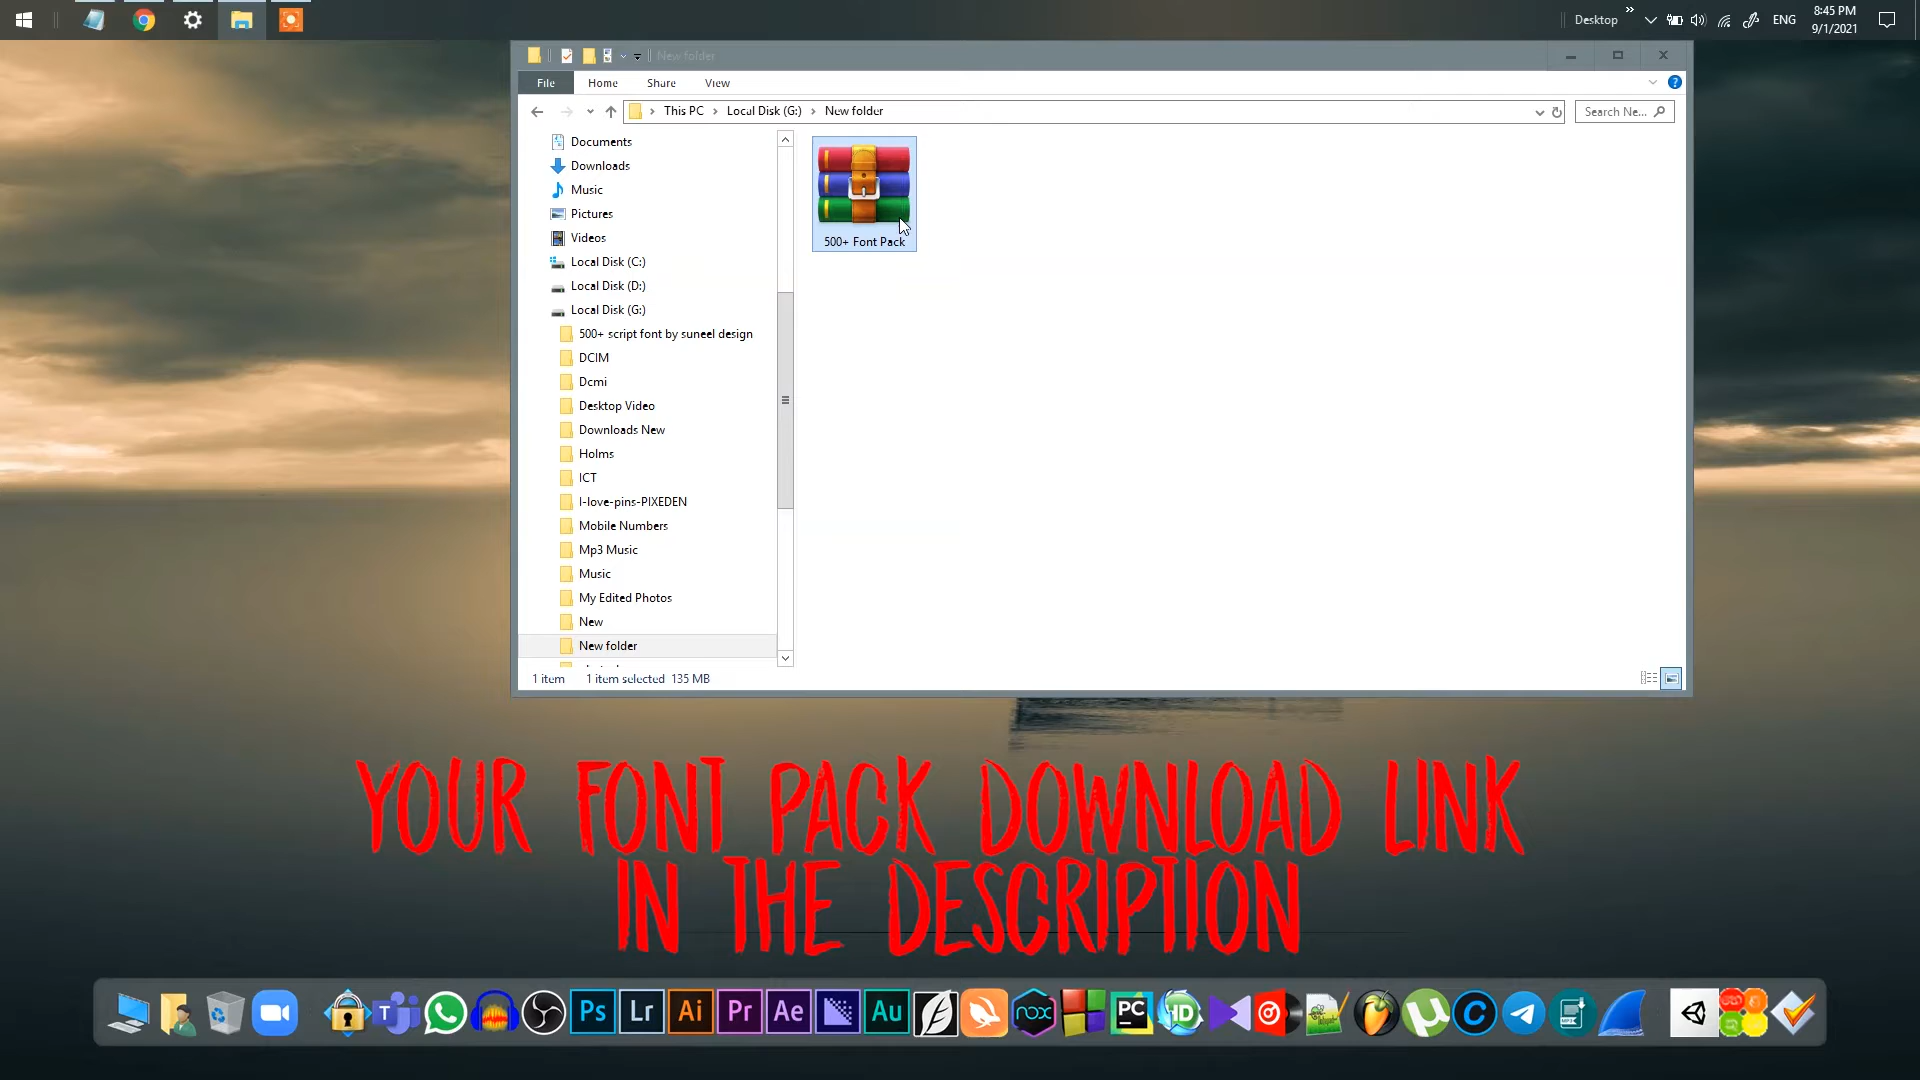 Desktop
ENG
8:45 PM
9/1/2021
New folder
File
Home
Share
View
This PC
Local Disk (G:)
New folder
Search Ne...
Documents
Downloads
Music
Pictures
Videos
Local Disk (C:)
Local Disk (D:)
Local Disk (G:)
500+ script font by suneel design
DCIM
Dcmi
Desktop Video
Downloads New
Holms
ICT
I-love-pins-PIXEDEN
Mobile Numbers
Mp3 Music
Music
My Edited Photos
New
New folder
500+ Font Pack
1 item 1 item selected 135 MB
YOUR FONT PACK DOWNLOAD LINK
IN THE DESCRIPTION
T
Ps
Lr
Ai
Pr
Ae
Au
nox
PC
HD
C